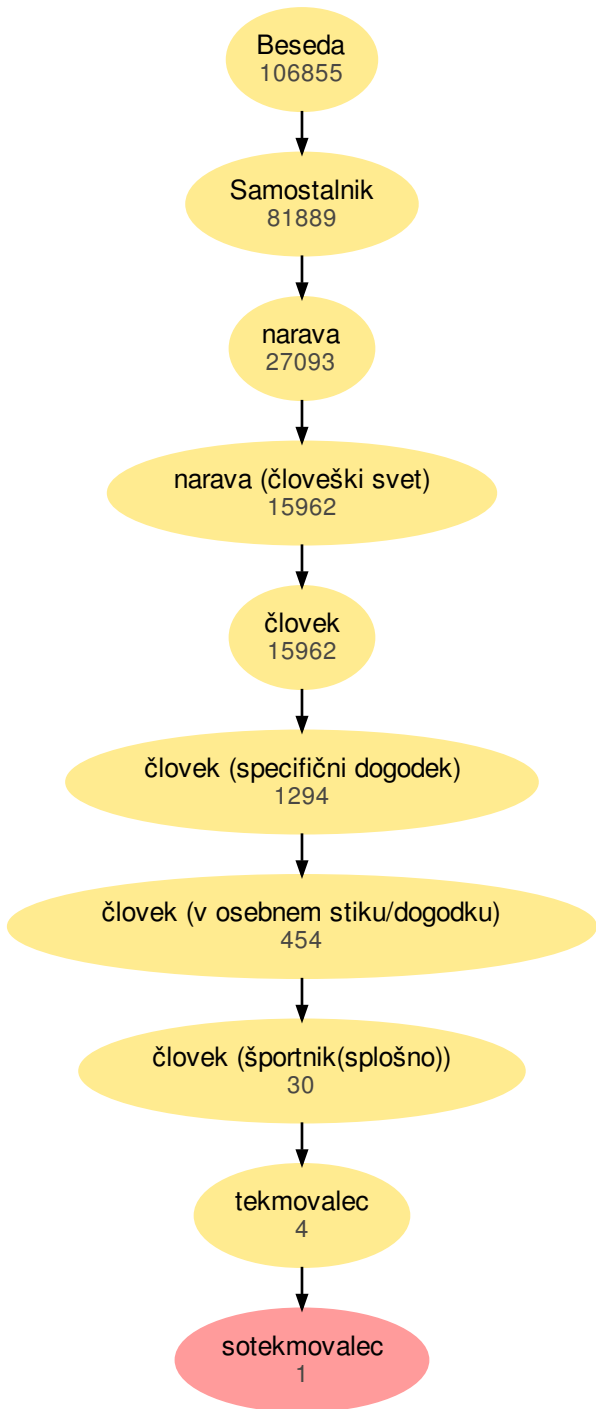 Beseda
106855
Samostalnik
81889
narava
27093
narava (človeški svet)
15962
človek
15962
človek (specifični dogodek)
1294
človek (v osebnem stiku/dogodku)
454
človek (športnik(splošno))
30
tekmovalec
4
sotekmovalec
1